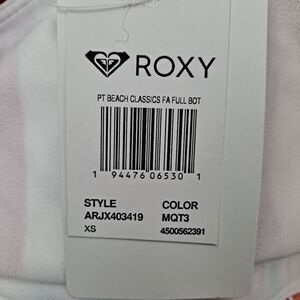 ROXY
PT BEACH CLASSICS FA FULL BOT
1 94476 06530 1
STYLE COLOR
ARJX403419 MQT3
XS 4500562391